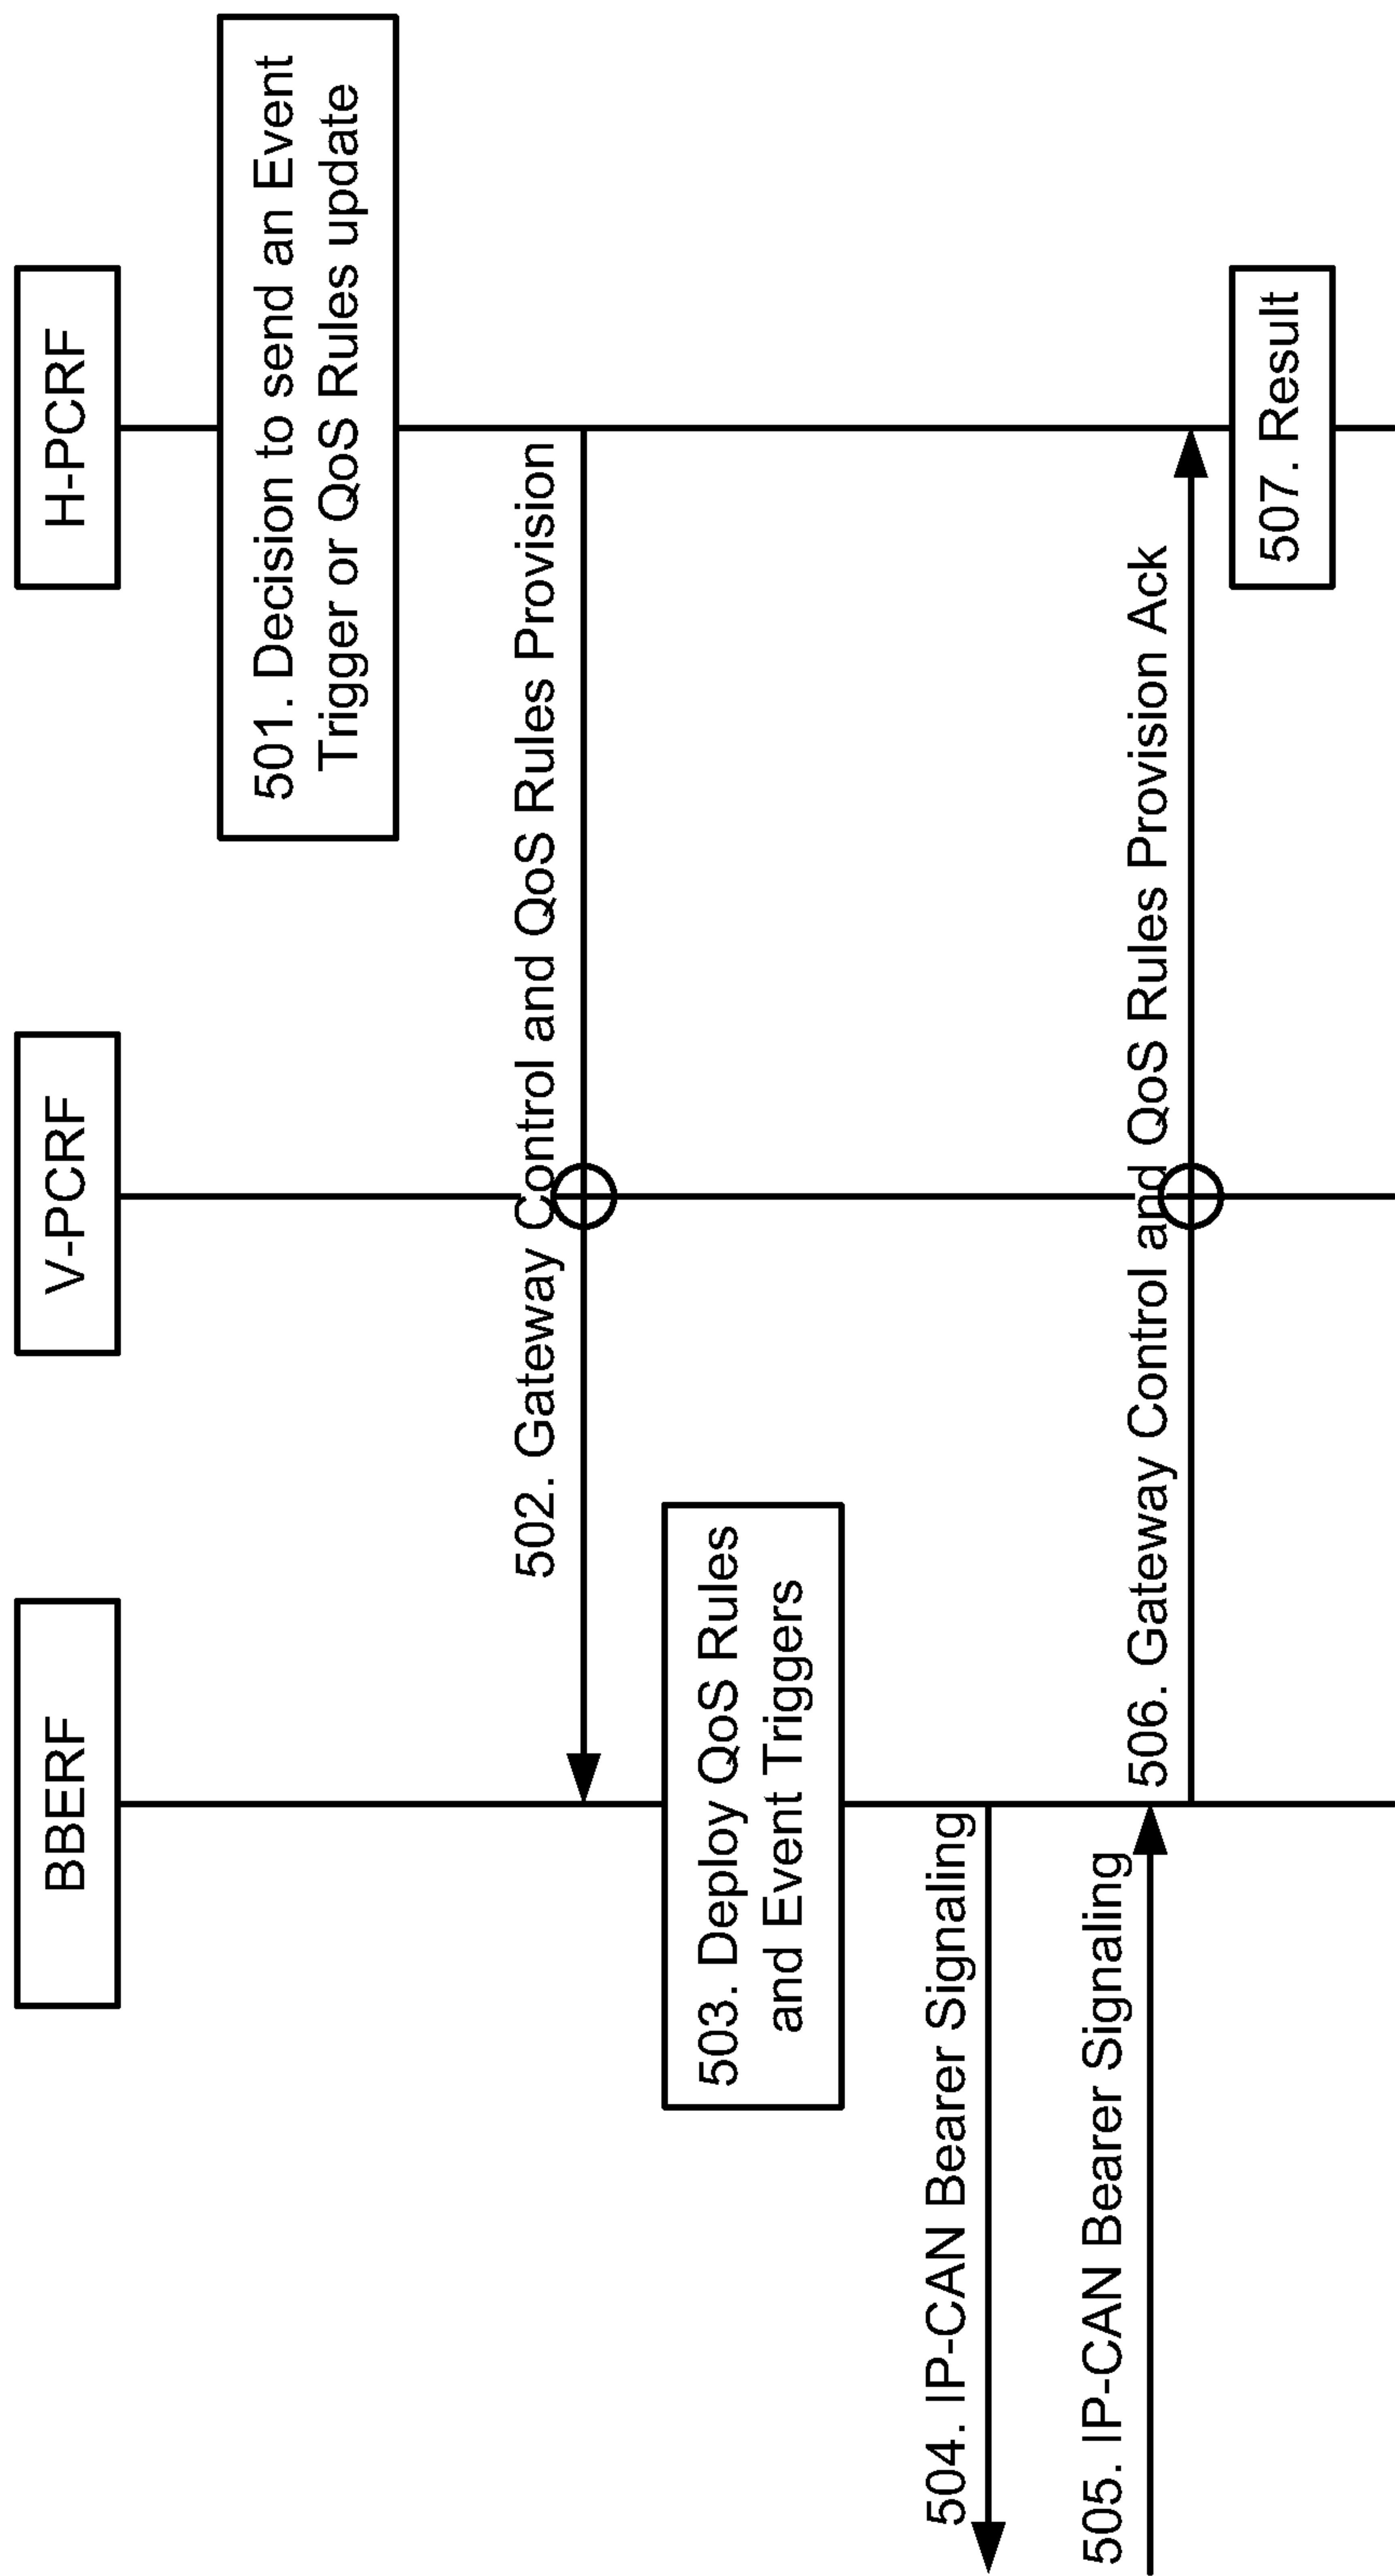 BBERF
V-PCRF
H-PCRF
501. Decision to send an Event
Trigger or QoS Rules update
502. Gateway Control and QoS Rules Provision
503. Deploy QoS Rules
and Event Triggers
504. IP-CAN Bearer Signaling
505. IP-CAN Bearer Signaling
506. Gateway Control and QoS Rules Provision Ack
507. Result